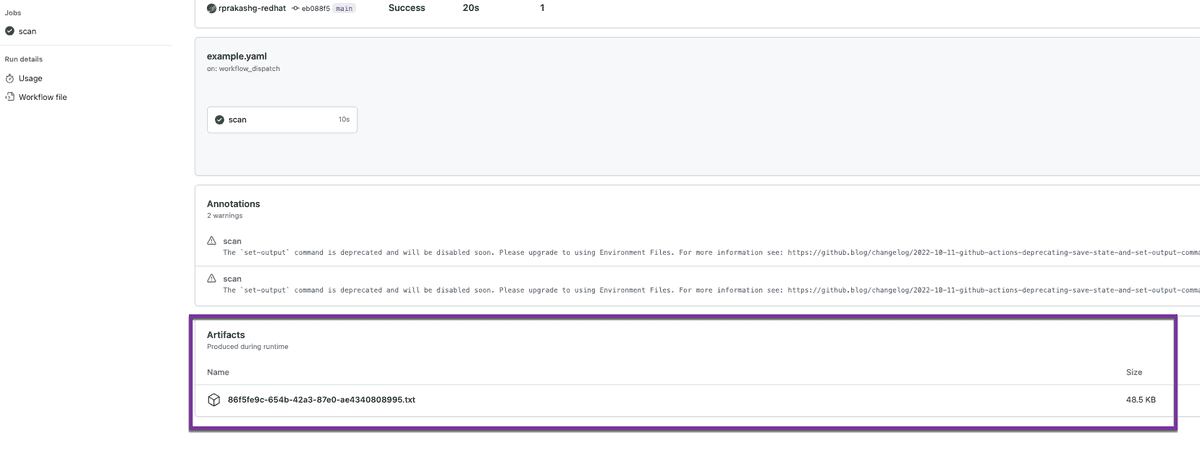 Jobs
scan
Run details
Usage
Workflow file
rprakashg-redhat eb088f5 main Success 20s 1
example.yaml
on: workflow_dispatch
scan 10s
Annotations
2 warnings
scan
The `set-output` command is deprecated and will be disabled soon. Please upgrade to using Environment Files. For more information see: https://github.blog/changelog/2022-10-11-github-actions-deprecating-save-state-and-set-output-comma
scan
The `set-output` command is deprecated and will be disabled soon. Please upgrade to using Environment Files. For more information see: https://github.blog/changelog/2022-10-11-github-actions-deprecating-save-state-and-set-output-comma
Artifacts
Produced during runtime
Name Size
86f5fe9c-654b-42a3-87e0-ae4340808995.txt 48.5 KB